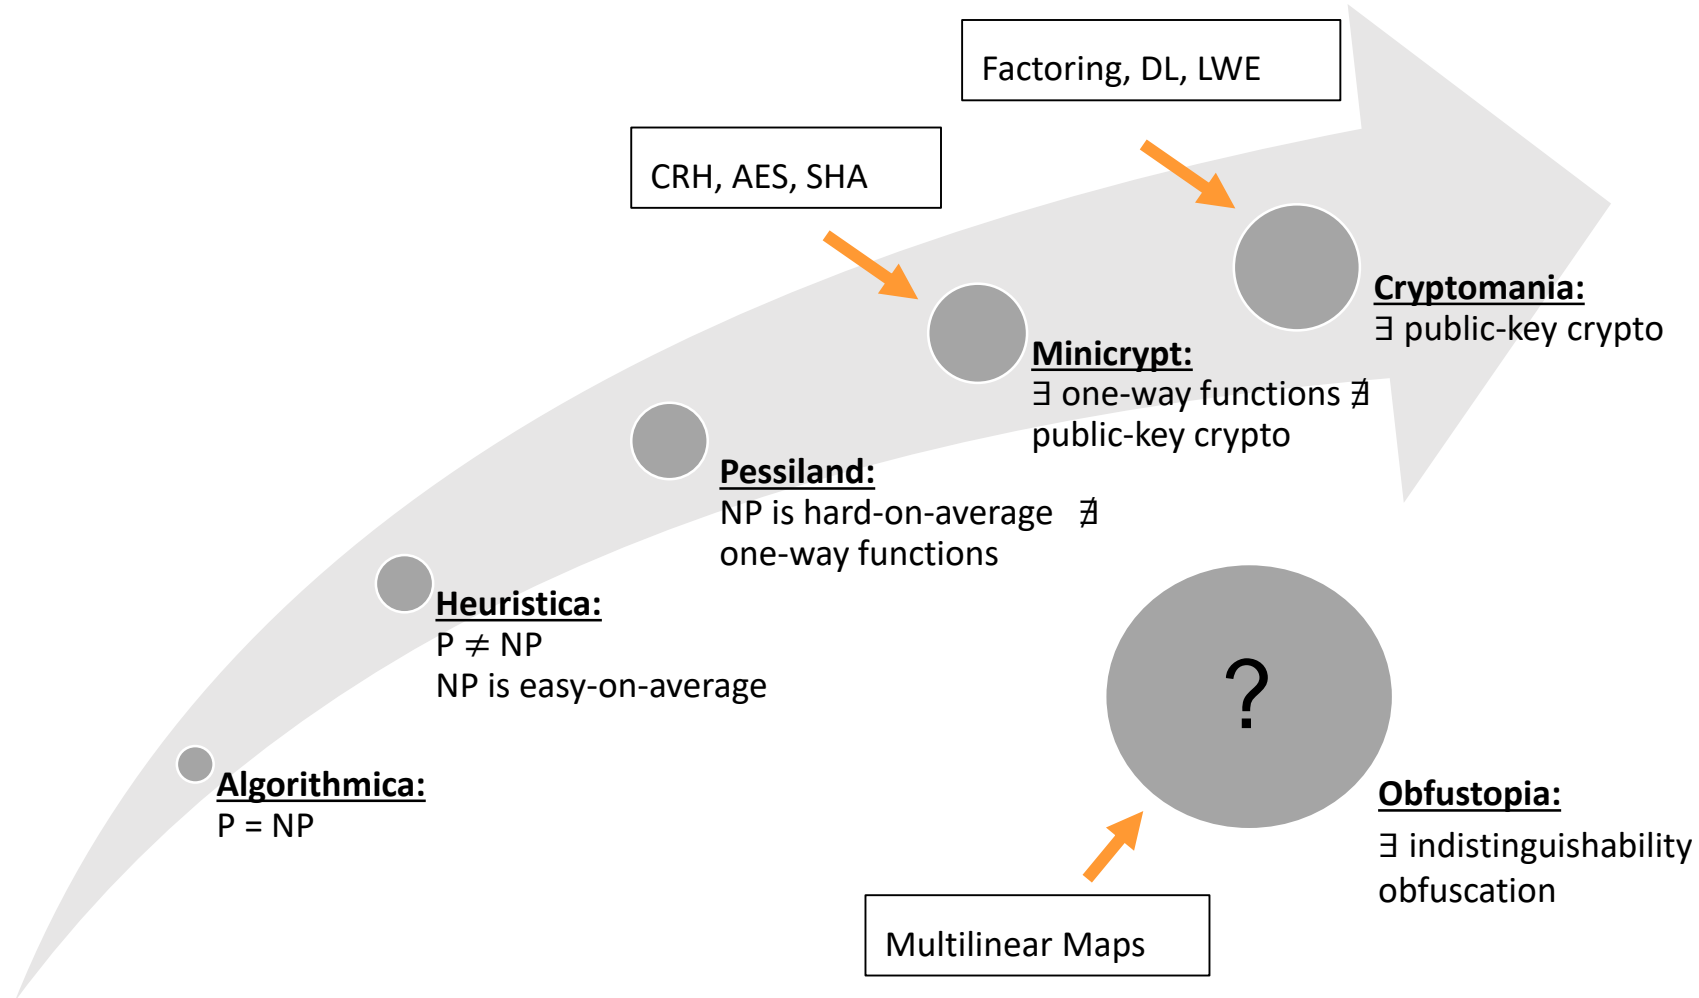 Factoring, DL, LWE
CRH, AES, SHA
Cryptomania:
∃ public-key crypto
Minicrypt:
∃ one-way functions ∄
public-key crypto
Pessiland:
NP is hard-on-average ∄
one-way functions
Heuristica:
P ≠ NP
NP is easy-on-average
Algorithmica:
P = NP
?
Obfustopia:
∃ indistinguishability
obfuscation
Multilinear Maps